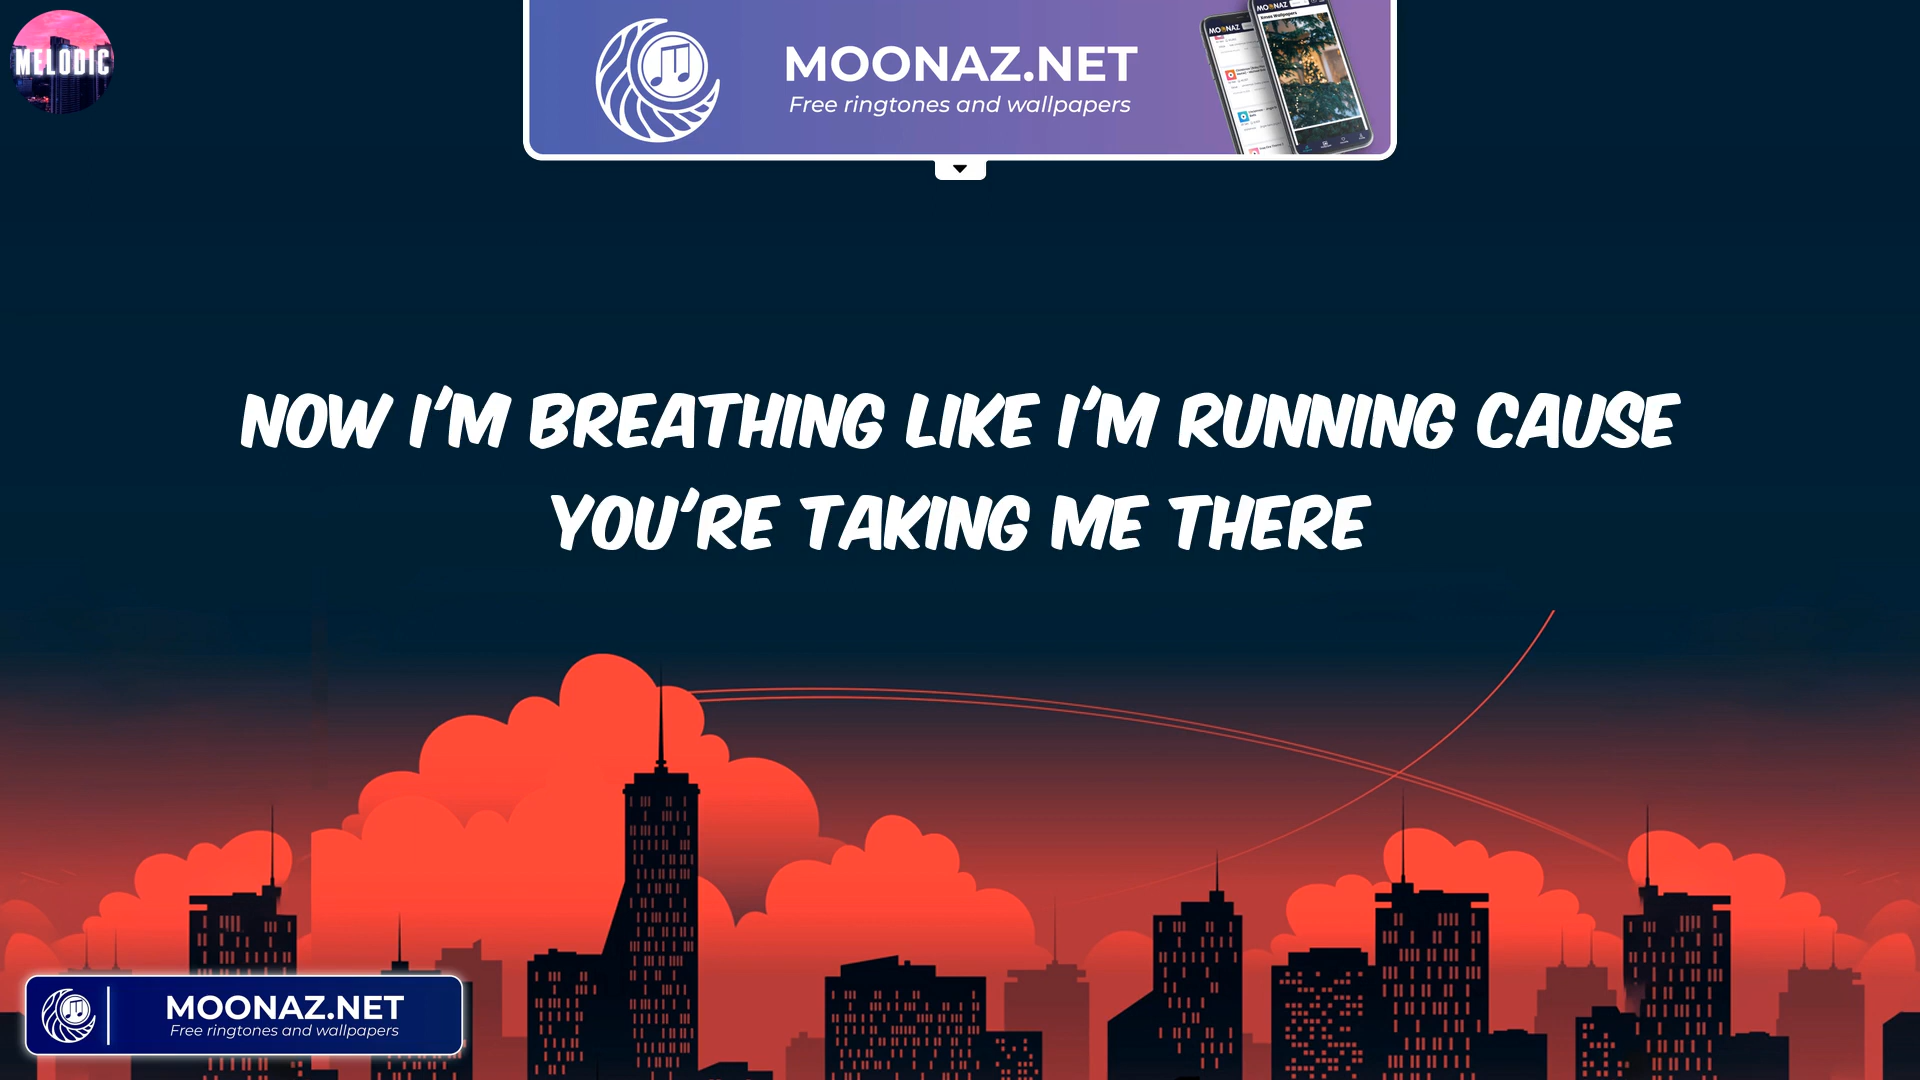 MELODIC
MOONAZ.NET
Free ringtones and wallpapers
NOW I'M BREATHING LIKE I'M RUNNING CAUSE
YOU'RE TAKING ME THERE
MOONAZ.NET
Free ringtones and wallpapers